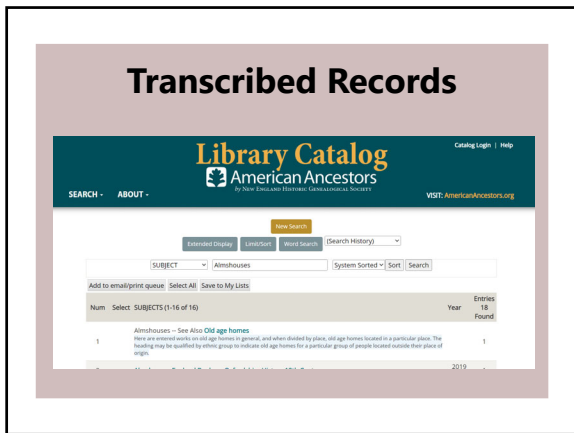 Transcribed Records
Library Catalog
American Ancestors
by New England Historic Genealogical Society
Catalog Login | Help
SEARCH - ABOUT -
VISIT: AmericanAncestors.org
New Search
Extended Display Limit/Sort Word Search (Search History)
SUBJECT Almshouses System Sorted Sort Search
Add to email/print queue Select All Save to My Lists
Num Select SUBJECTS (1-16 of 16) Year Entries 18 Found
Almshouses -- See Also Old age homes
1 Here are entered works on old age homes in general, and when divided by place, old age homes located in a particular place. The 1
heading may be qualified by ethnic group to indicate old age homes for a particular group of people located outside their place of
origin.
2019